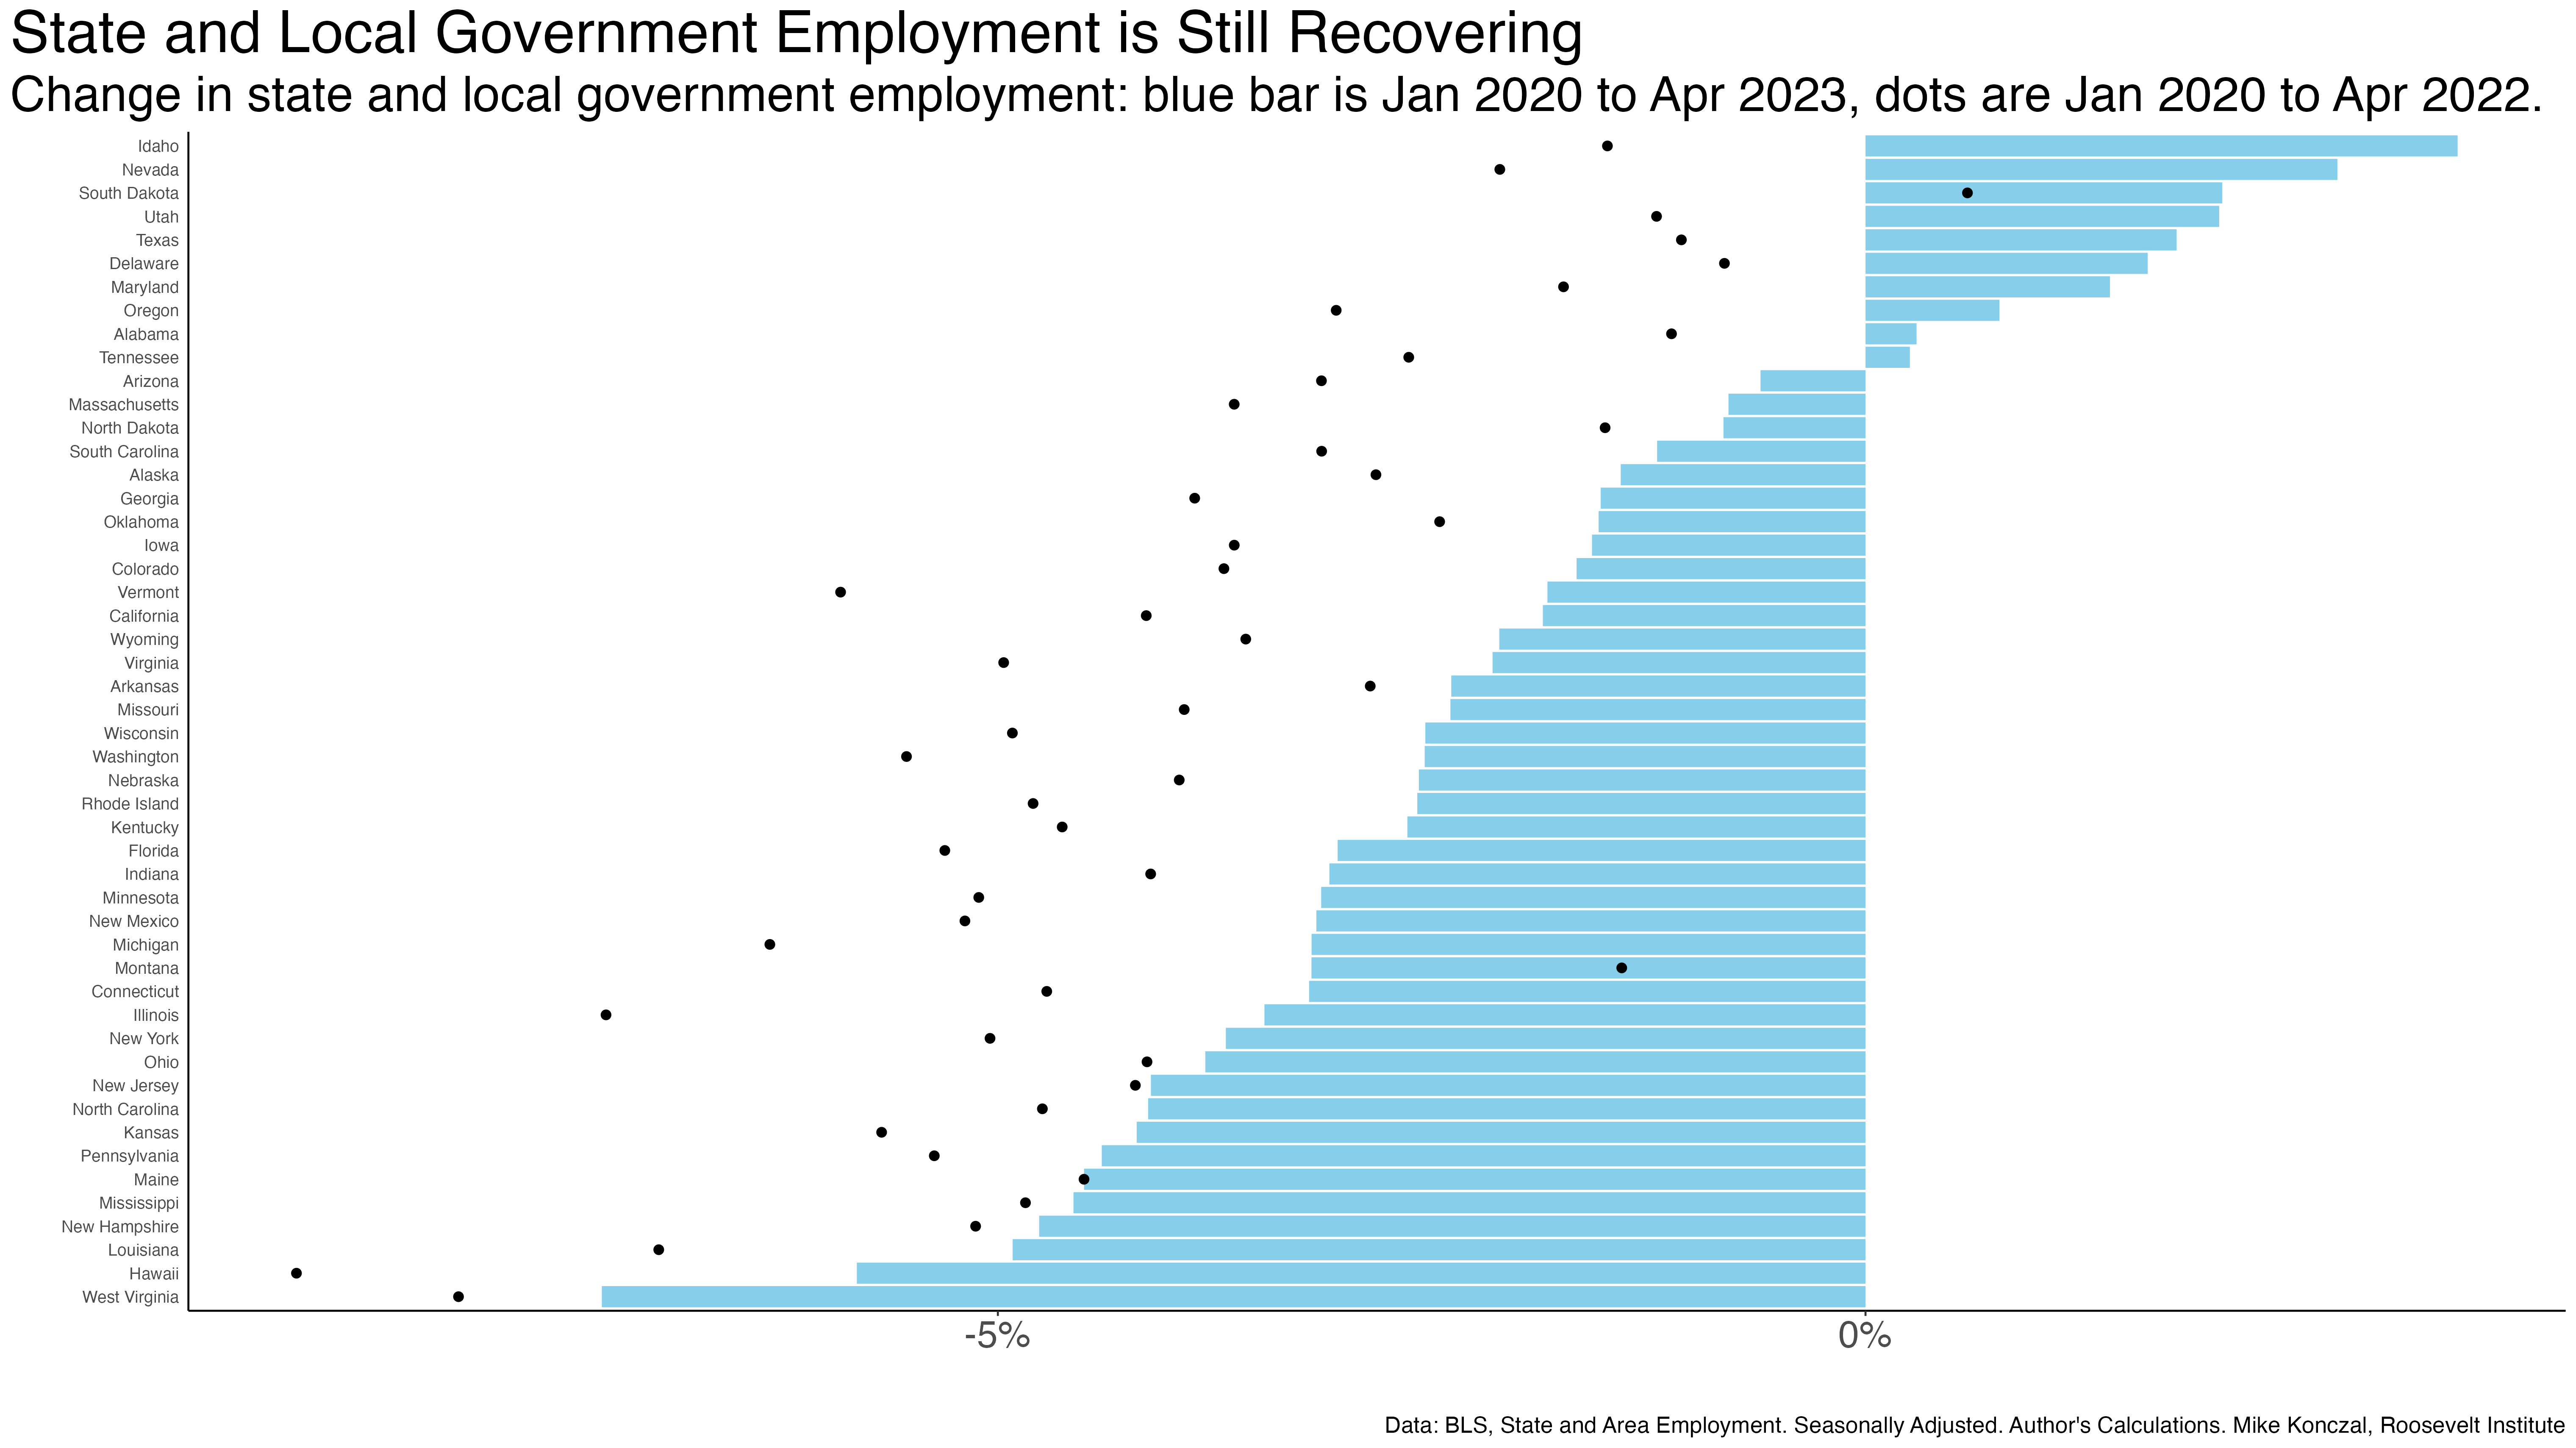 State and Local Government Employment is Still Recovering
Change in state and local government employment: blue bar is Jan 2020 to Apr 2023, dots are Jan 2020 to Apr 2022.
Idaho
Nevada
South Dakota
Utah
Texas
Delaware
Maryland
Oregon
Alabama
Tennessee
Arizona
Massachusetts
North Dakota
South Carolina
Alaska
Georgia
Oklahoma
Iowa
Colorado
Vermont
California
Wyoming
Virginia
Arkansas
Missouri
Wisconsin
Washington
Nebraska
Rhode Island
Kentucky
Florida
Indiana
Minnesota
New Mexico
Michigan
Montana
Connecticut
Illinois
New York
Ohio
New Jersey
North Carolina
Kansas
Pennsylvania
Maine
Mississippi
New Hampshire
Louisiana
Hawaii
West Virginia
-5% 0%
Data: BLS, State and Area Employment. Seasonally Adjusted. Author's Calculations. Mike Konczal, Roosevelt Institute